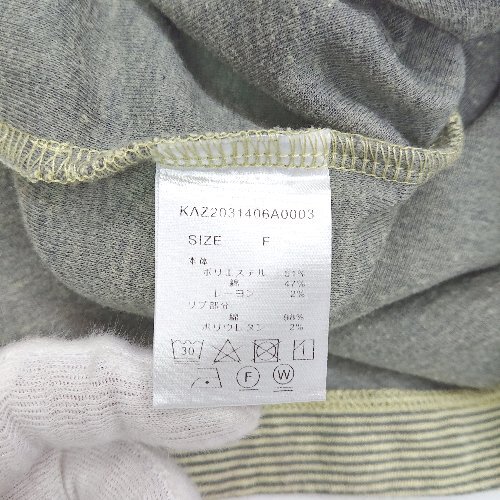 KAZ2031406A0003
SIZE F
本体
ポリエステル 51%
綿 47%
レーヨン 2%
リブ部分
綿 98%
ポリウレタン 2%
30
F W